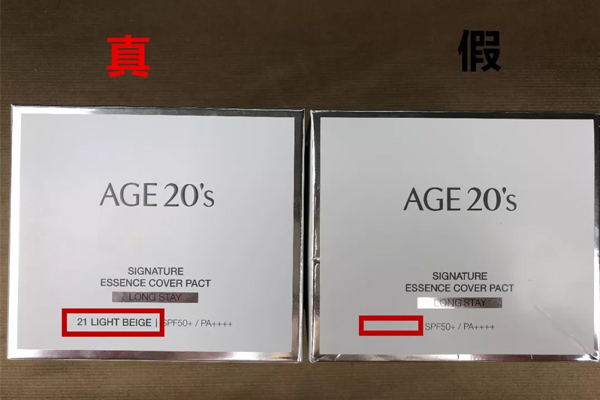 真
假
AGE 20's
SIGNATURE
ESSENCE COVER PACT
LONG STAY
21 LIGHT BEIGE | SPF50+ / PA++++
AGE 20's
SIGNATURE
ESSENCE COVER PACT
LONG STAY
SPF50+ / PA++++